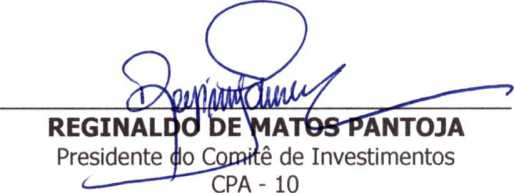 REGINALDO DE MATOS PANTOJA
Presidente do Comitê de Investimentos
CPA - 10